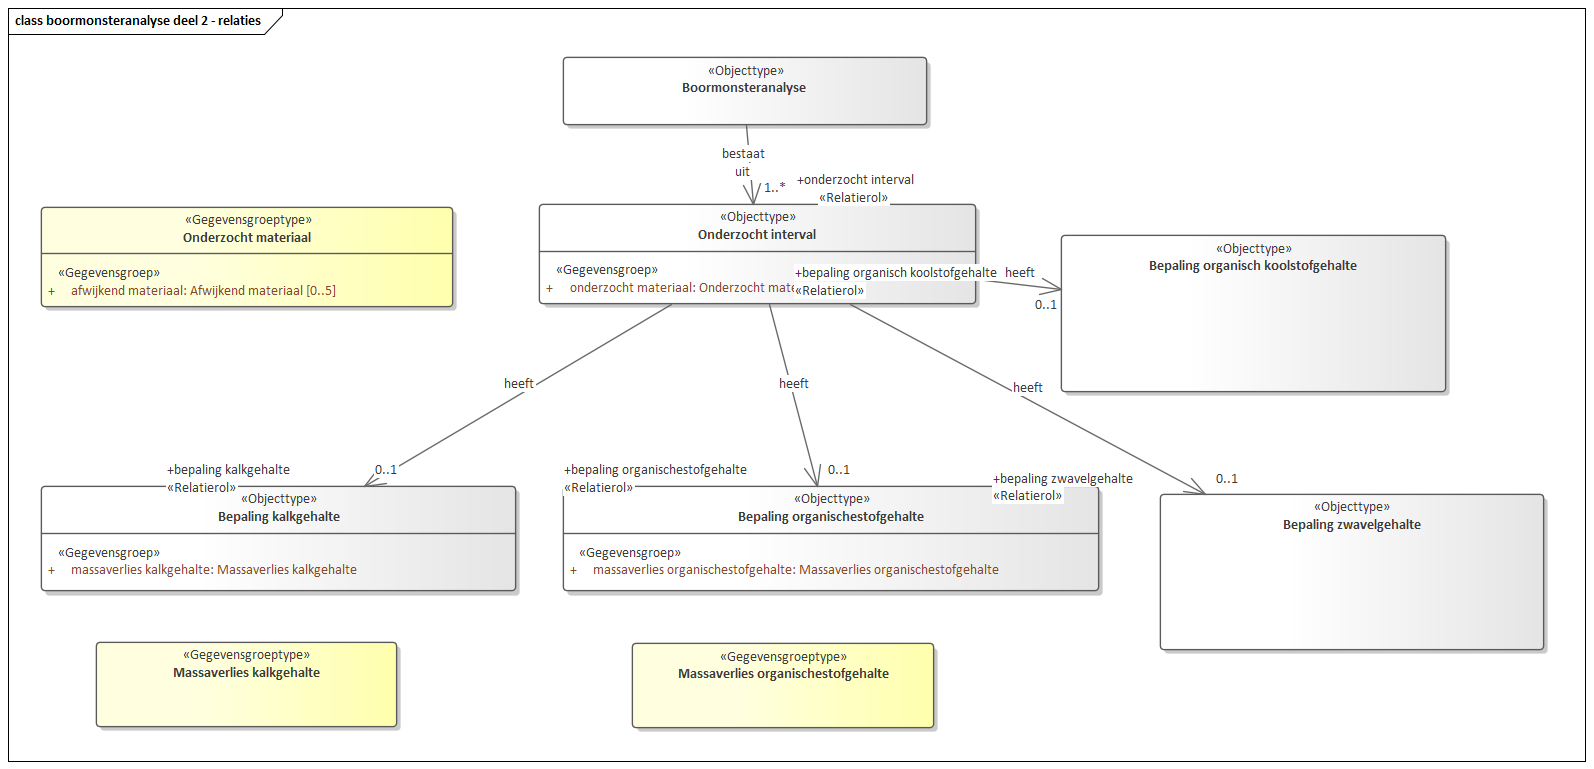 class boormonsteranalyse deel 2 - relaties
«Objecttype»
Boormonsteranalyse
bestaat
uit
1..*
+onderzocht interval
«Relatierol»
«Gegevensgroeptype»
Onderzocht materiaal
«Gegevensgroep»
+ afwijkend materiaal: Afwijkend materiaal [0..5]
«Objecttype»
Onderzocht interval
«Gegevensgroep»
+ onderzocht materiaal: Onderzocht mate
+bepaling organisch koolstofgehalte
«Relatierol»
heeft
0..1
«Objecttype»
Bepaling organisch koolstofgehalte
heeft
heeft
heeft
+bepaling kalkgehalte
«Relatierol»
0..1
«Objecttype»
Bepaling kalkgehalte
«Gegevensgroep»
+ massaverlies kalkgehalte: Massaverlies kalkgehalte
+bepaling organischestofgehalte
«Relatierol»
0..1
«Objecttype»
Bepaling organischestofgehalte
«Gegevensgroep»
+ massaverlies organischestofgehalte: Massaverlies organischestofgehalte
+bepaling zwavelgehalte
«Relatierol»
0..1
«Objecttype»
Bepaling zwavelgehalte
«Gegevensgroeptype»
Massaverlies kalkgehalte
«Gegevensgroeptype»
Massaverlies organischestofgehalte